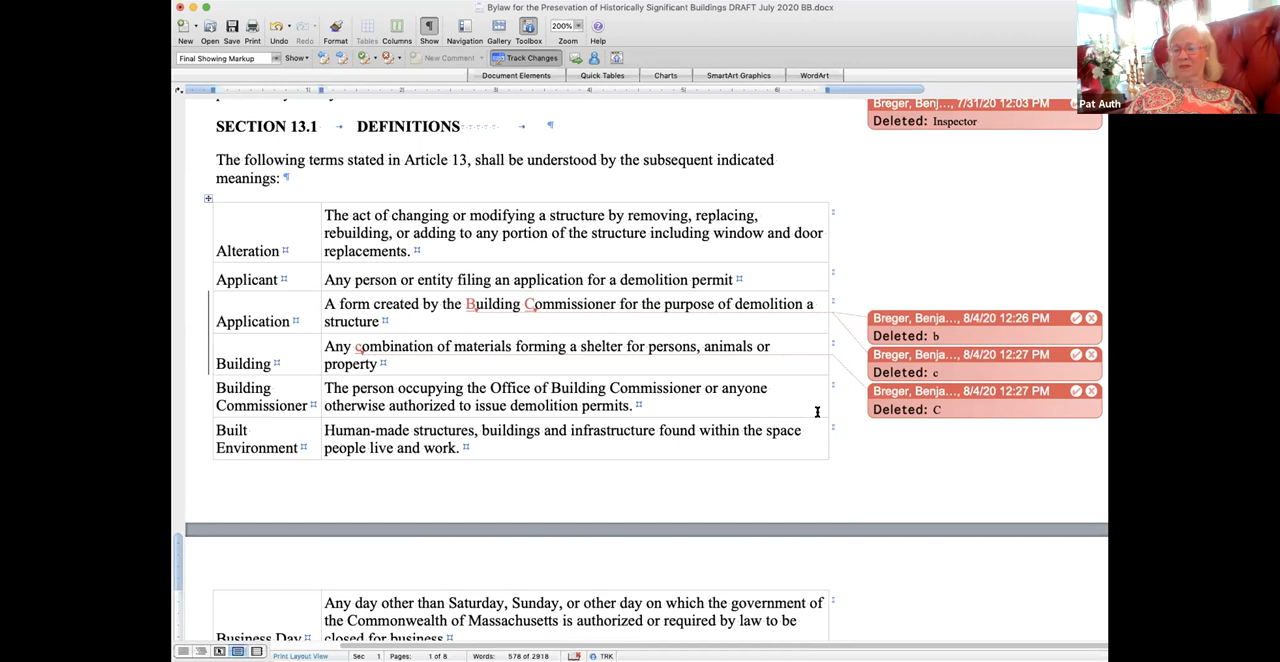 Bylaw for the Presevation of Historically Significant Buildings DRAFT July 2020 BB.docx
New Open Save Print Undo Redo Format Tables Columns Show Navigation Gallery Toolbox Zoom Help
200%
Final Showing Markup Show New Comment Track Changes
Document Elements Quick Tables Charts SmartArt Graphics WordArt
Pat Auth
Breger, Benj... 7/31/20 12:03 PM
Deleted: Inspector
SECTION 13.1 DEFINITIONS
The following terms stated in Article 13, shall be understood by the subsequent indicated
meanings:
The act of changing or modifying a structure by removing, replacing,
rebuilding, or adding to any portion of the structure including window and door
Alteration replacements.
Applicant Any person or entity filing an application for a demolition permit
A form created by the Building Commissioner for the purpose of demolition a
Application structure
Any combination of materials forming a shelter for persons, animals or
Building property
Building The person occupying the Office of Building Commissioner or anyone
Commissioner otherwise authorized to issue demolition permits.
Built Human-made structures, buildings and infrastructure found within the space
Environment people live and work.
Breger, Benja..., 8/4/20 12:26 PM
Deleted: b
Breger, Benja..., 8/4/20 12:27 PM
Deleted: c
Breger, Benja..., 8/4/20 12:27 PM
Deleted: C
Any day other than Saturday, Sunday, or other day on which the government of
the Commonwealth of Massachusetts is authorized or required by law to be
Business Day closed for business
Print Layout View Sec 1 Pages: 1 of 8 Words: 578 of 2918 TRK